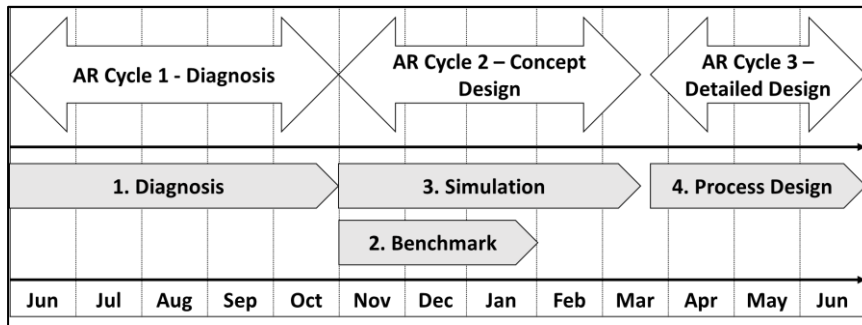 AR Cycle 1 - Diagnosis
AR Cycle 2 – Concept
Design
AR Cycle 3 –
Detailed Design
1. Diagnosis
3. Simulation
4. Process Design
2. Benchmark
Jun Jul Aug Sep Oct Nov Dec Jan Feb Mar Apr May Jun